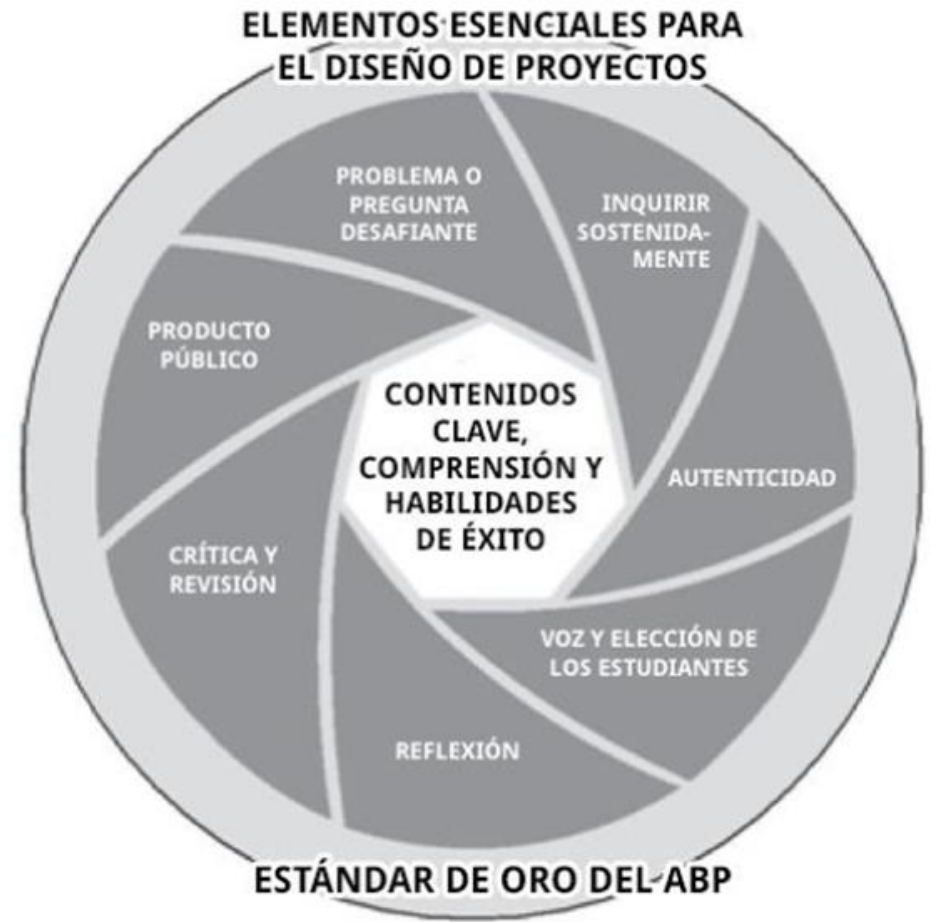 ELEMENTOS ESENCIALES PARA
EL DISEÑO DE PROYECTOS
PROBLEMA O
PREGUNTA
DESAFIANTE
INQUIRIR
SOSTENIDA-
MENTE
AUTENTICIDAD
VOZ Y ELECCIÓN DE
LOS ESTUDIANTES
REFLEXIÓN
CRÍTICA Y
REVISIÓN
PRODUCTO
PÚBLICO
CONTENIDOS
CLAVE,
COMPRENSIÓN Y
HABILIDADES
DE ÉXITO
ESTÁNDAR DE ORO DEL ABP